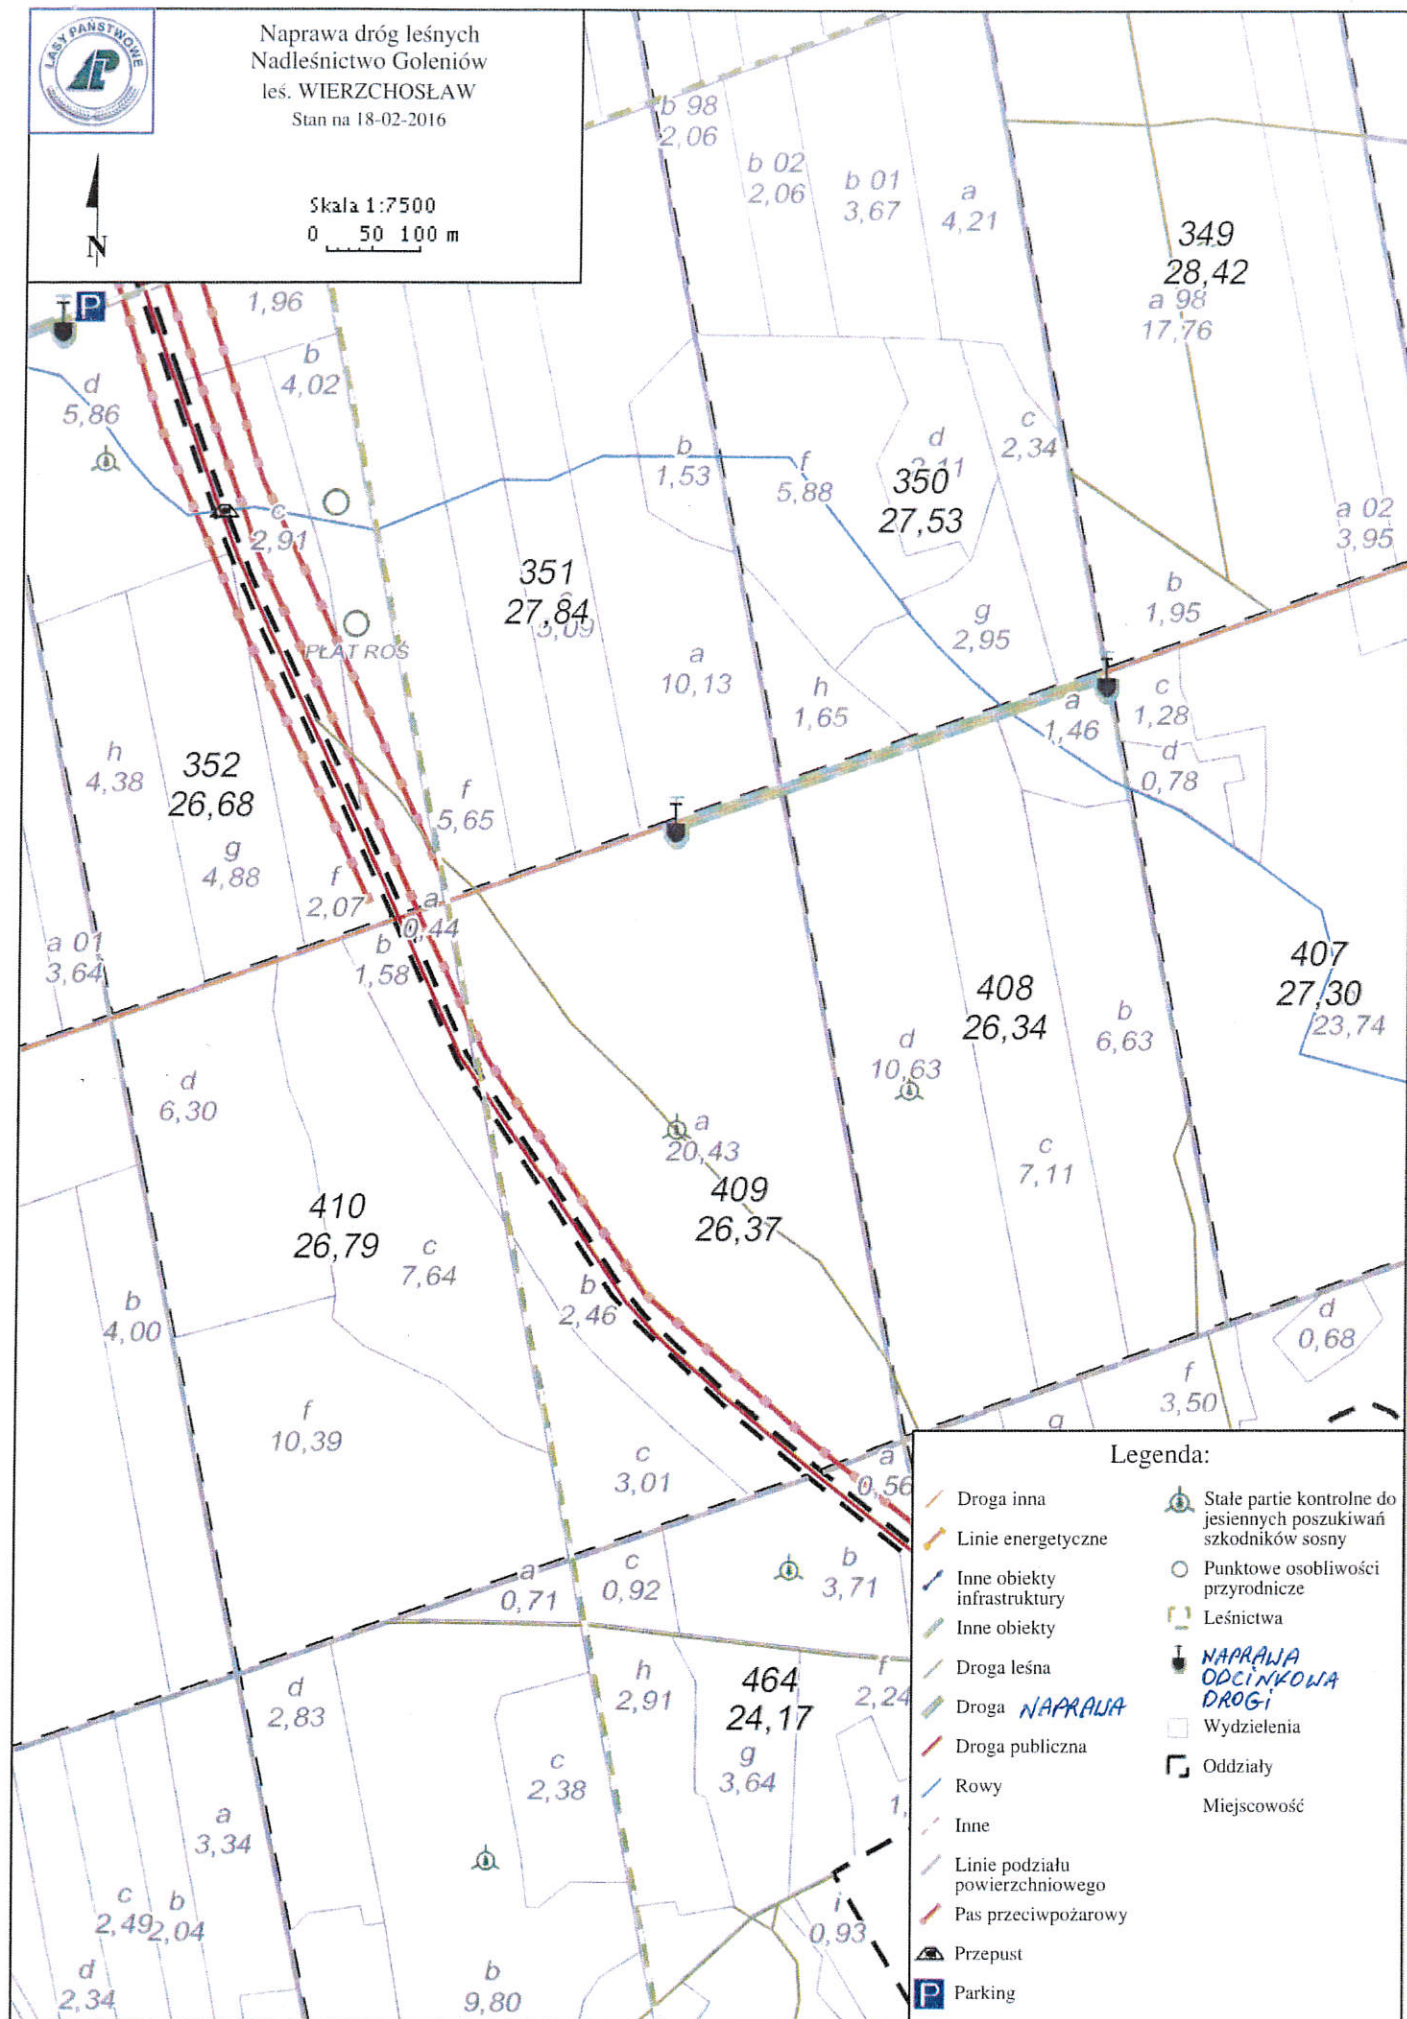 LASY PAŃSTWOWE
Naprawa dróg leśnych
Nadleśnictwo Goleniów
leś. WIERZCHOSŁAW
Stan na 18-02-2016
N
Skala 1:7500
0 50 100 m
b 98
2,06
b 02
2,06
b 01
3,67
a
4,21
349
28,42
a 98
17,76
P
1,96
b
4,02
d
5,86
b
1,53
f
5,88
d
350
27,53
c
2,34
a 02
3,95
c
2,91
351
27,84
5,09
b
1,95
g
2,95
PŁAT ROŚ
a
10,13
h
1,65
a
1,46
c
1,28
d
0,78
h
4,38
352
26,68
f
5,65
g
4,88
f
2,07
a
0,44
b
1,58
a 01
3,64
407
27,30
23,74
408
26,34
b
6,63
d
10,63
d
6,30
a
20,43
c
7,11
409
26,37
410
26,79
c
7,64
b
4,00
b
2,46
d
0,68
f
3,50
g
f
10,39
c
3,01
a
0,56
a
0,71
c
0,92
b
3,71
d
2,83
h
2,91
464
24,17
f
2,24
c
2,38
g
3,64
1,
a
3,34
c
2,49
b
2,04
i
0,93
d
2,34
b
9,80
Legenda:
Droga inna
Linie energetyczne
Inne obiekty
infrastruktury
Inne obiekty
Droga leśna
Droga NAPRAWA
Droga publiczna
Rowy
Inne
Linie podziału
powierzchniowego
Pas przeciwpożarowy
Przepust
P Parking
Stałe partie kontrolne do
jesiennych poszukiwań
szkodników sosny
Punktowe osobliwości
przyrodnicze
Leśnictwa
NAPRAWA
ODCINKOWA
DROGI
Wydzielenia
Oddziały
Miejscowość